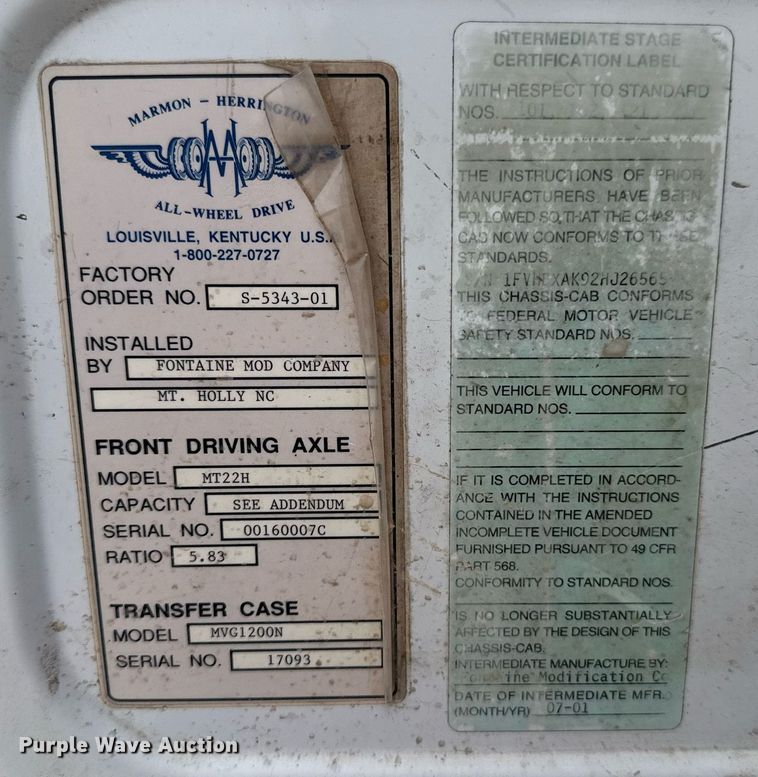 MARMON - HERRINGTON
ALL-WHEEL DRIVE
LOUISVILLE, KENTUCKY U.S.
1-800-227-0727
FACTORY
ORDER NO. S-5343-01
INSTALLED
BY FONTAINE MOD COMPANY
MT. HOLLY NC
FRONT DRIVING AXLE
MODEL MT22H
CAPACITY SEE ADDENDUM
SERIAL NO. 00160007C
RATIO 5.83
TRANSFER CASE
MODEL MVG1200N
SERIAL NO. 17093
INTERMEDIATE STAGE
CERTIFICATION LABEL
WITH RESPECT TO STANDARD
NOS.
THE INSTRUCTIONS OF PRIOR
MANUFACTURERS HAVE BEEN
FOLLOWED SO THAT THE CHASSIS
CAB NOW CONFORMS TO THESE
STANDARDS.
THIS CHASSIS-CAB CONFORMS
TO FEDERAL MOTOR VEHICLE
SAFETY STANDARD NOS.
THIS VEHICLE WILL CONFORM TO
STANDARD NOS.
IF IT IS COMPLETED IN ACCORD-
ANCE WITH THE INSTRUCTIONS
CONTAINED IN THE AMENDED
INCOMPLETE VEHICLE DOCUMENT
FURNISHED PURSUANT TO 49 CFR
PART 568.
CONFORMITY TO STANDARD NOS.
IS NO LONGER SUBSTANTIALLY
AFFECTED BY THE DESIGN OF THIS
CHASSIS-CAB.
INTERMEDIATE MANUFACTURE BY:
Fontaine Modification Co
DATE OF INTERMEDIATE MFR.
(MONTH/YR) 07-01
Purple Wave Auction